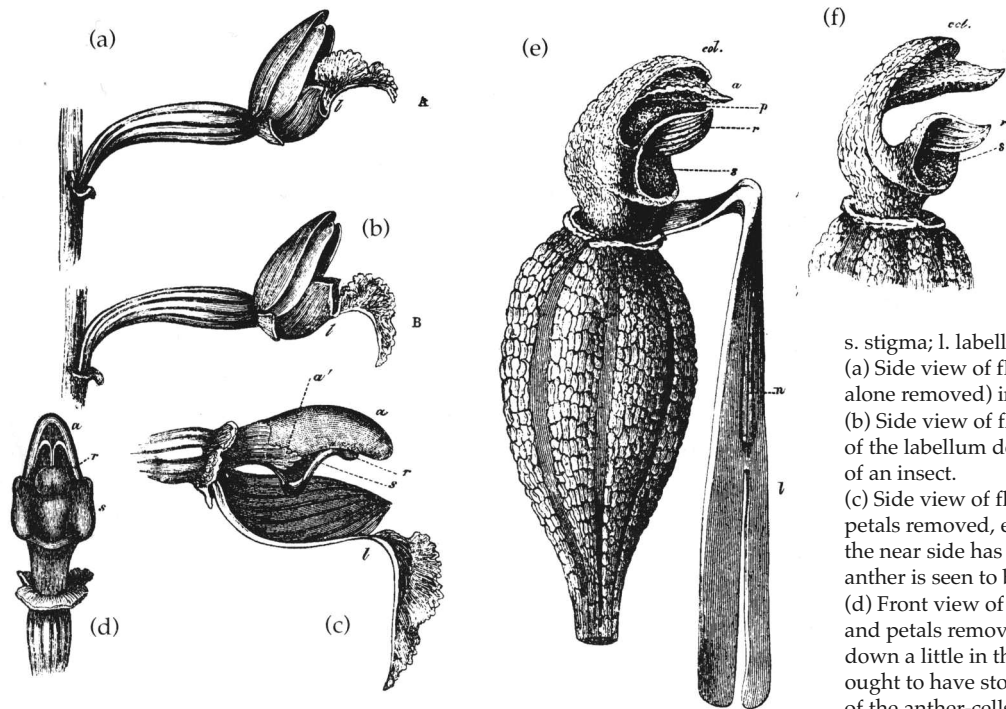 (a)
l
A
(b)
l
B
a'
a
r
s
l
(c)
a
r
s
(d)
(e)
col.
a
p
r
s
n
l
(f)
r
s
s. stigma; l. labell
(a) Side view of fl
alone removed) in
(b) Side view of fl
of the labellum de
of an insect.
(c) Side view of fl
petals removed, e
the near side has
anther is seen to b
(d) Front view of
and petals remov
down a little in th
ought to have sto
of the anther-cells